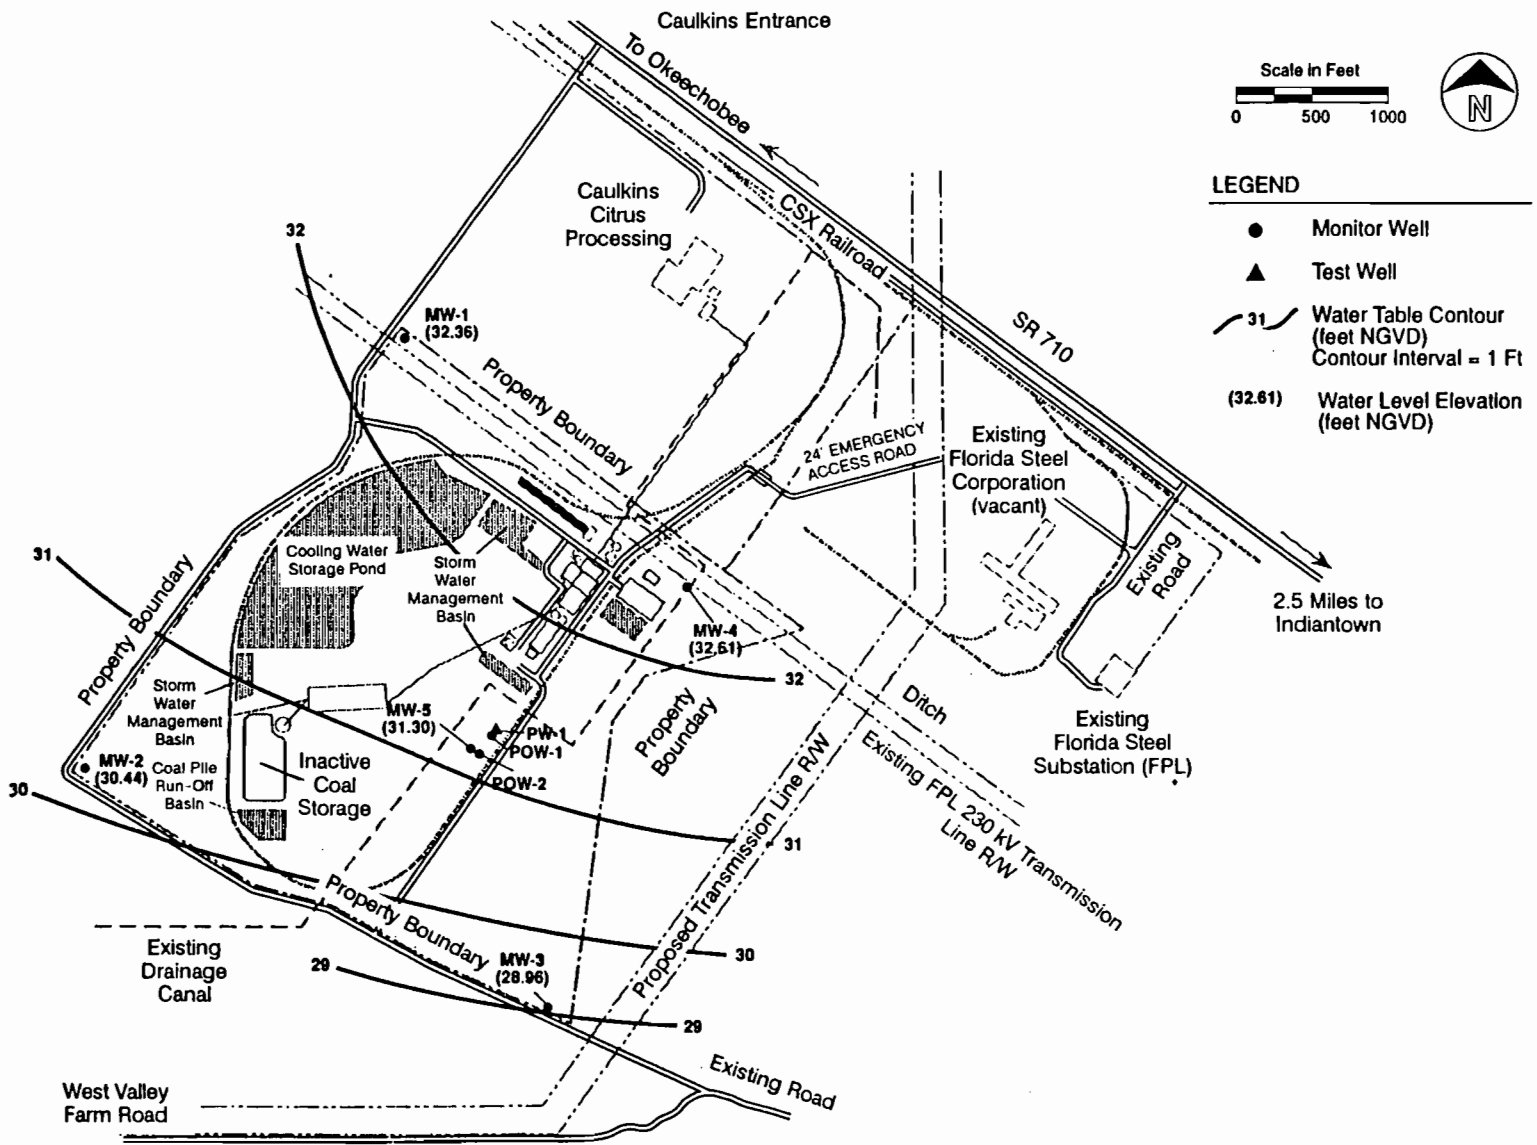 Caulkins Entrance
To Okeechobee
Scale in Feet
0 500 1000
N
LEGEND
Monitor Well
Test Well
31
Water Table Contour
(feet NGVD)
Contour Interval = 1 Ft
(32.61)
Water Level Elevation
(feet NGVD)
Caulkins
Citrus
Processing
CSX Railroad
SR 710
32
MW-1
(32.36)
Property Boundary
24' EMERGENCY
ACCESS ROAD
Existing
Florida Steel
Corporation
(vacant)
Existing
Road
2.5 Miles to
Indiantown
31
Property Boundary
Cooling Water
Storage Pond
Storm
Water
Management
Basin
MW-4
(32.61)
32
Ditch
Property
Boundary
Existing
Florida Steel
Substation (FPL)
Existing FPL 230 kV Transmission
Line R/W
Storm
Water
Management
Basin
MW-5
(31.30)
PW-1
POW-1
POW-2
MW-2
(30.44)
Coal Pile
Run-Off
Basin
Inactive
Coal
Storage
30
31
Proposed Transmission Line R/W
Property Boundary
30
Existing
Drainage
Canal
29
MW-3
(28.96)
29
Existing Road
West Valley
Farm Road